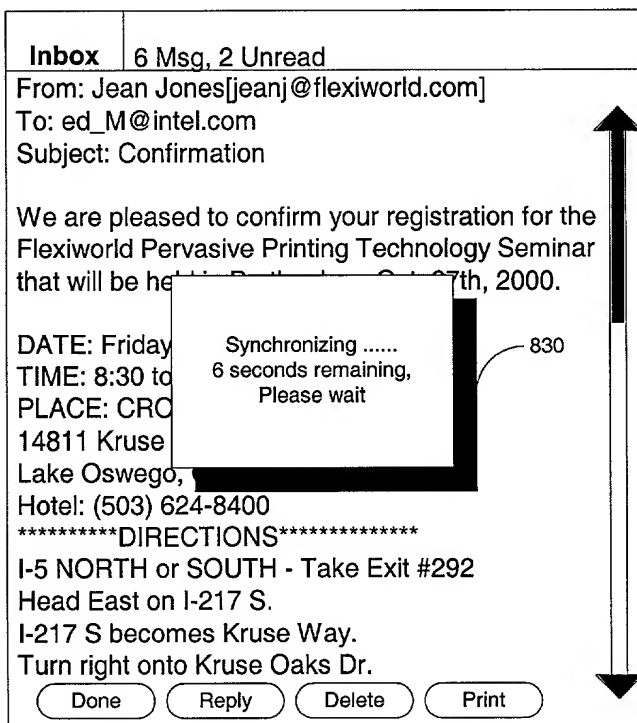 Inbox 6 Msg, 2 Unread
From: Jean Jones[jeanj@flexiworld.com]
To: ed_M@intel.com
Subject: Confirmation
We are pleased to confirm your registration for the
Flexiworld Pervasive Printing Technology Seminar
that will be 7th, 2000.
Synchronizing ......
6 seconds remaining,
Please wait
830
DATE: Friday
TIME: 8:30 to
PLACE: CRO
14811 Kruse
Lake Oswego,
Hotel: (503) 624-8400
**********DIRECTIONS**************
I-5 NORTH or SOUTH - Take Exit #292
Head East on I-217 S.
I-217 S becomes Kruse Way.
Turn right onto Kruse Oaks Dr.
Done Reply Delete Print